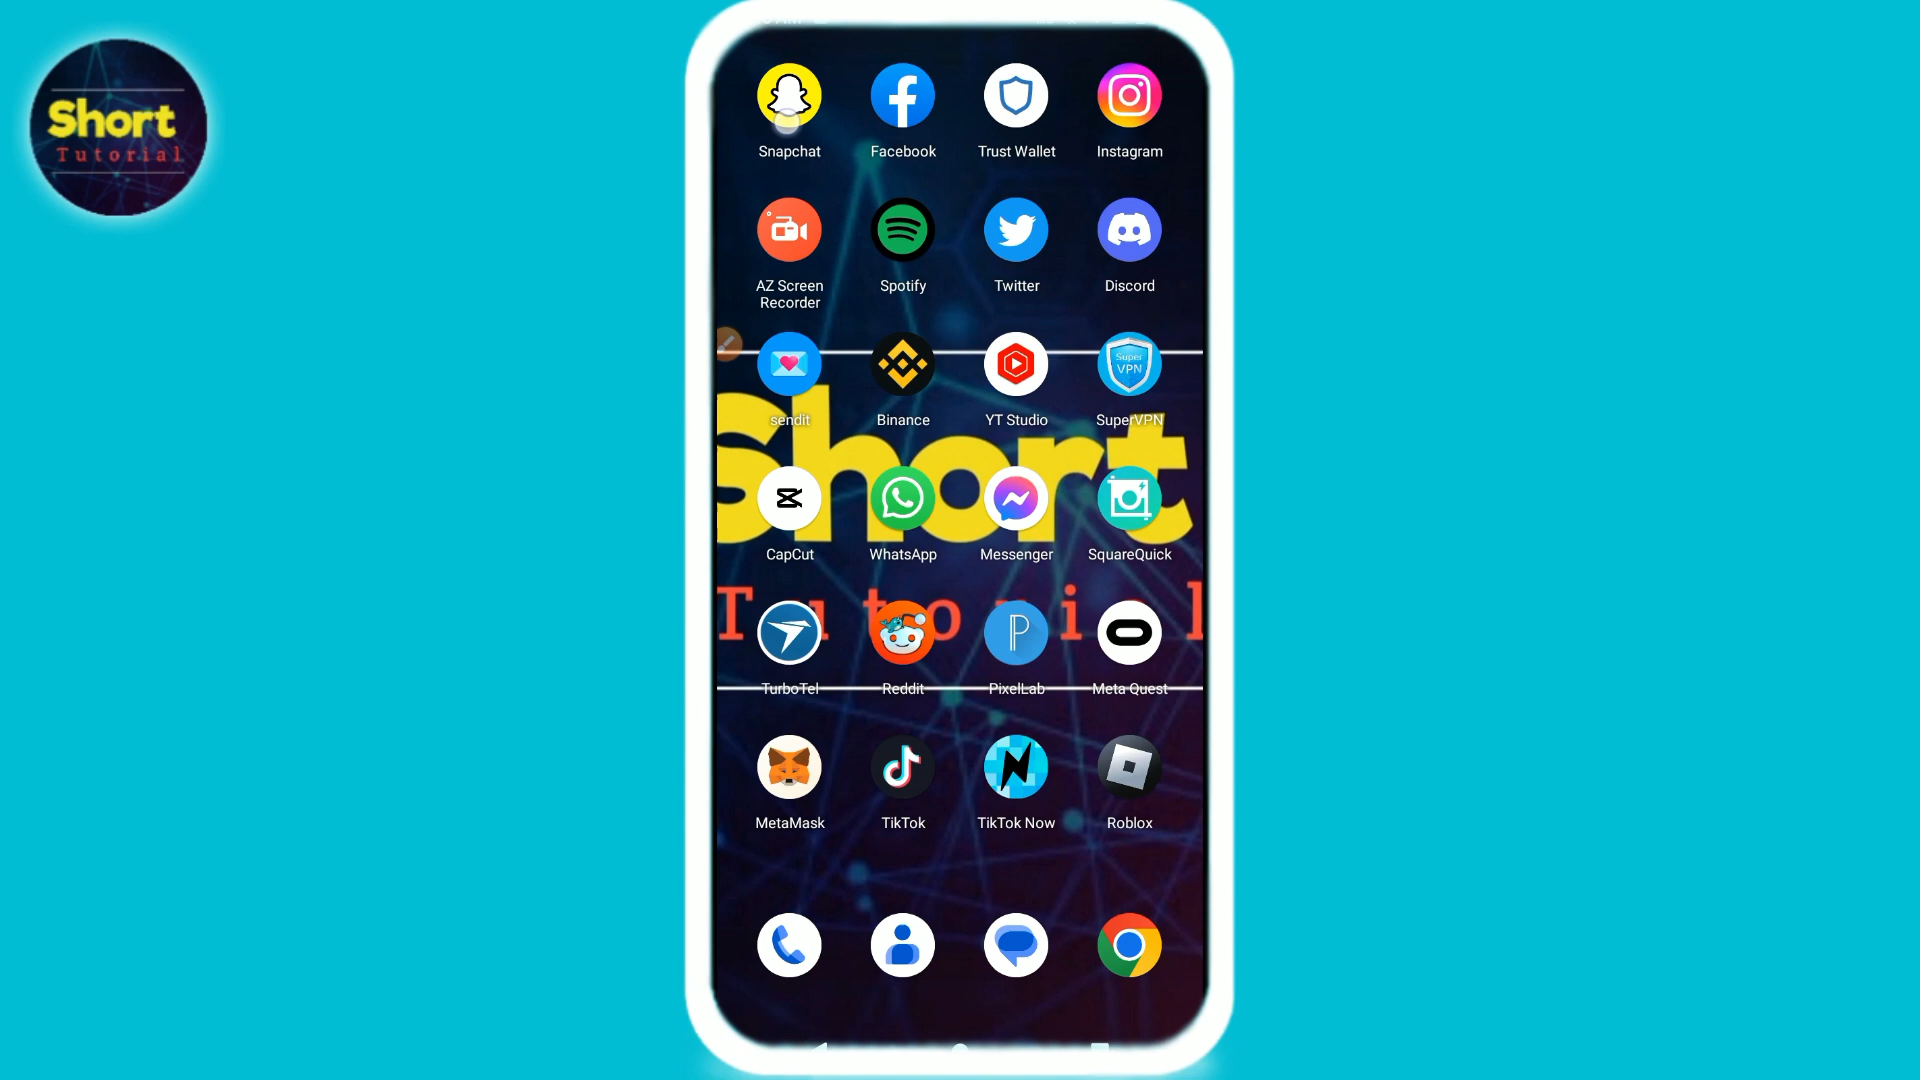 Short
Tutorial
Snapchat
Facebook
Trust Wallet
Instagram
AZ Screen
Recorder
Spotify
Twitter
Discord
sendit
Binance
YT Studio
Super
VPN
SuperVPN
Short
CapCut
WhatsApp
Messenger
SquareQuick
TurboTel
Reddit
PixelLab
Meta Quest
MetaMask
TikTok
TikTok Now
Roblox